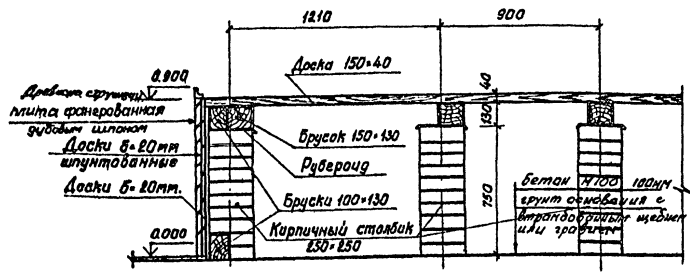 1210
900
0.900
Доска 150×40
40
Древесно стружечн.
плита фанерованная
дубовым шпоном
130
Брусок 150×130
Доски δ=20мм
шпунтованные
Рубероид
Доски δ=20мм.
Бруски 100×130
750
Бетон М100 100мм
грунт основания с
Кирпичный столбик
250×250
втрамбованным щебнем
или гравием
0.000